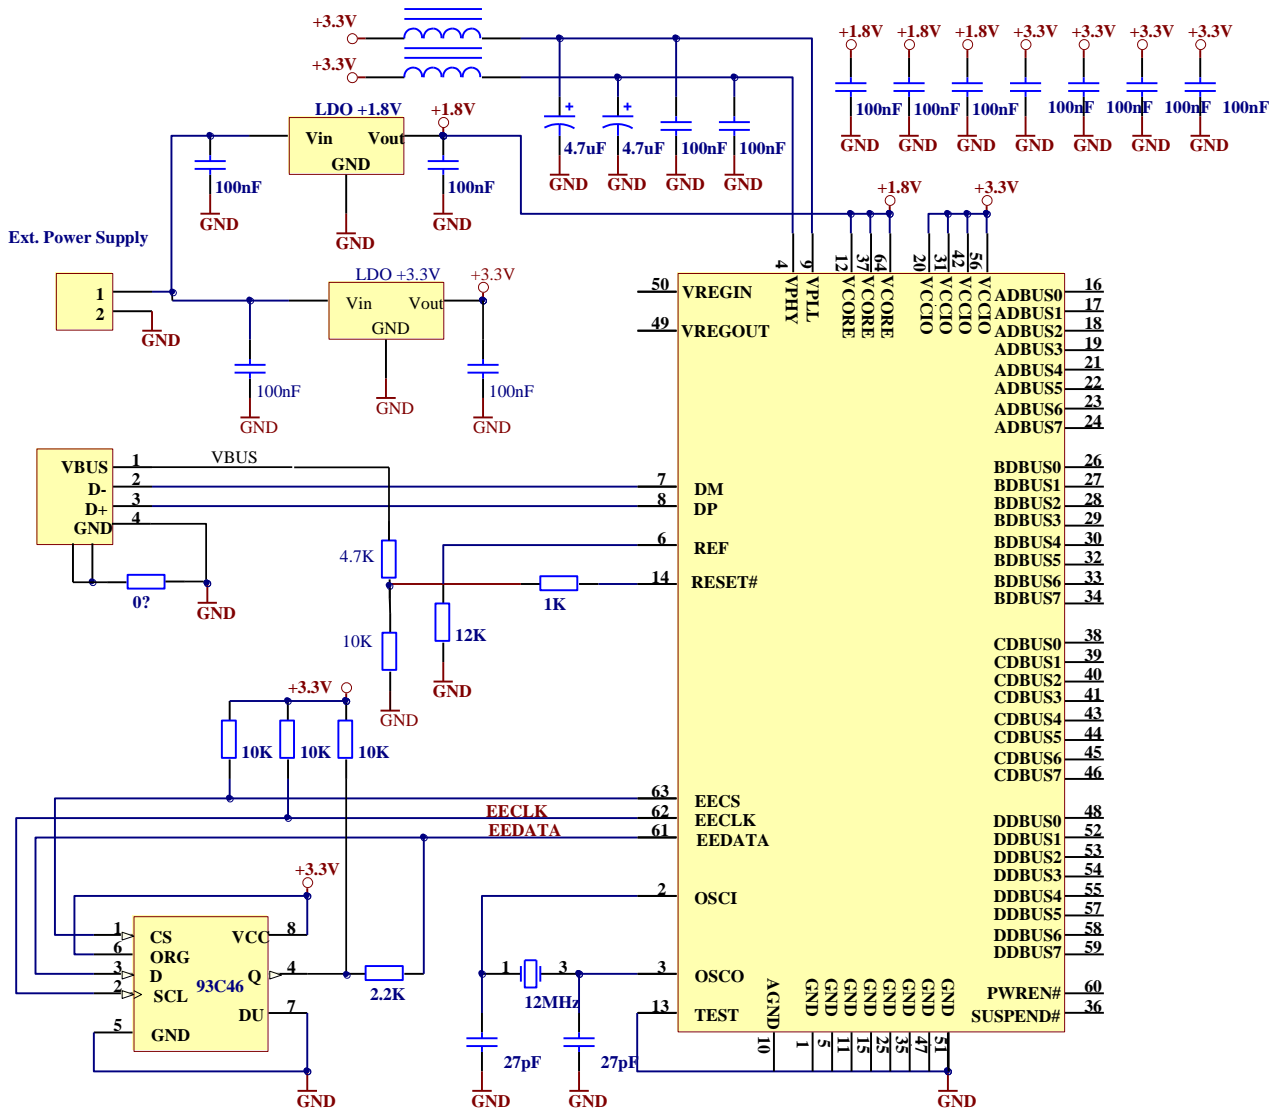 +3.3V
+3.3V
4.7uF
4.7uF
100nF
100nF
GND
GND
GND
GND
+1.8V
+1.8V
+1.8V
+3.3V
+3.3V
+3.3V
+3.3V
100nF
100nF
100nF
100nF
100nF
100nF
100nF
GND
GND
GND
GND
GND
GND
GND
LDO +1.8V
+1.8V
Vin
Vout
GND
100nF
100nF
GND
GND
GND
Ext. Power Supply
1
2
GND
LDO +3.3V
+3.3V
Vin
Vout
GND
100nF
100nF
GND
GND
GND
+1.8V
+3.3V
4
9
12
37
64
20
31
42
56
VPHY
VPLL
VCORE
VCORE
VCORE
VCCIO
VCCIO
VCCIO
VCCIO
50 VREGIN
49 VREGOUT
VBUS 1
D- 2
D+ 3
GND 4
VBUS
0?
GND
7 DM
8 DP
6 REF
14 RESET#
4.7K
1K
10K
12K
GND
GND
+3.3V
10K
10K
10K
63 EECS
EECLK 62 EECLK
EEDATA 61 EEDATA
+3.3V
1 CS
6 ORG
3 D
2 SCL
5 GND
93C46
VCC 8
Q 4
DU 7
2.2K
GND
2 OSCI
1
3
12MHz
3 OSCO
13 TEST
27pF
27pF
GND
GND
AGND
GND
GND
GND
GND
GND
GND
GND
GND
10
1
5
11
15
25
35
47
51
GND
ADBUS0 16
ADBUS1 17
ADBUS2 18
ADBUS3 19
ADBUS4 21
ADBUS5 22
ADBUS6 23
ADBUS7 24
BDBUS0 26
BDBUS1 27
BDBUS2 28
BDBUS3 29
BDBUS4 30
BDBUS5 32
BDBUS6 33
BDBUS7 34
CDBUS0 38
CDBUS1 39
CDBUS2 40
CDBUS3 41
CDBUS4 43
CDBUS5 44
CDBUS6 45
CDBUS7 46
DDBUS0 48
DDBUS1 52
DDBUS2 53
DDBUS3 54
DDBUS4 55
DDBUS5 57
DDBUS6 58
DDBUS7 59
PWREN# 60
SUSPEND# 36